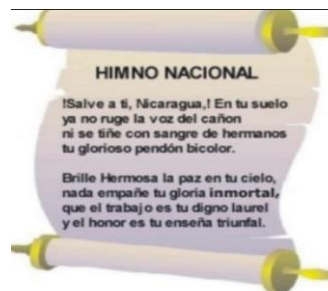 HIMNO NACIONAL
!Salve a ti, Nicaragua,! En tu suelo
ya no ruge la voz del cañon
ni se tiñe con sangre de hermanos
tu glorioso pendón bicolor.
Brille Hermosa la paz en tu cielo,
nada empañe tu gloria inmortal,
que el trabajo es tu digno laurel
y el honor es tu enseña triunfal.